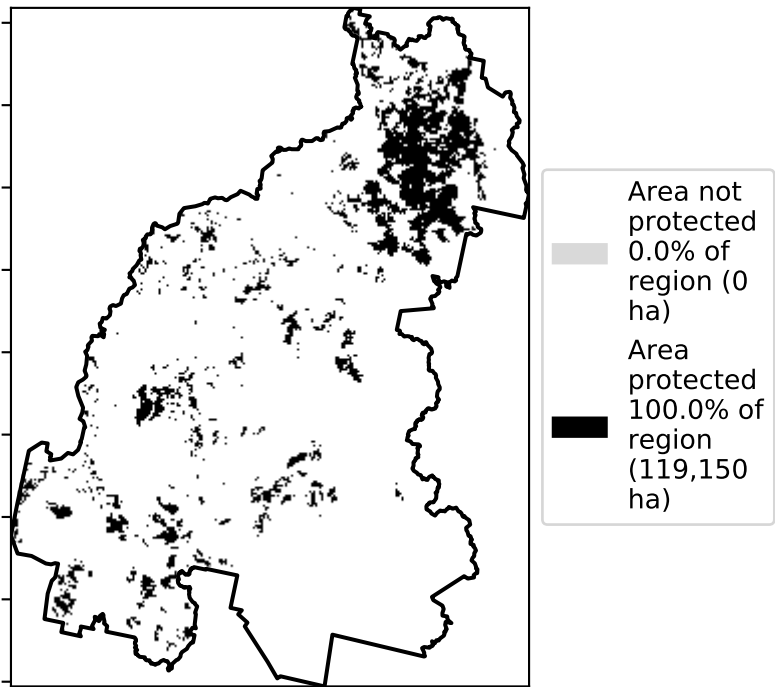 Area not
protected
0.0% of
region (0
ha)
Area
protected
100.0% of
region
(119,150
ha)